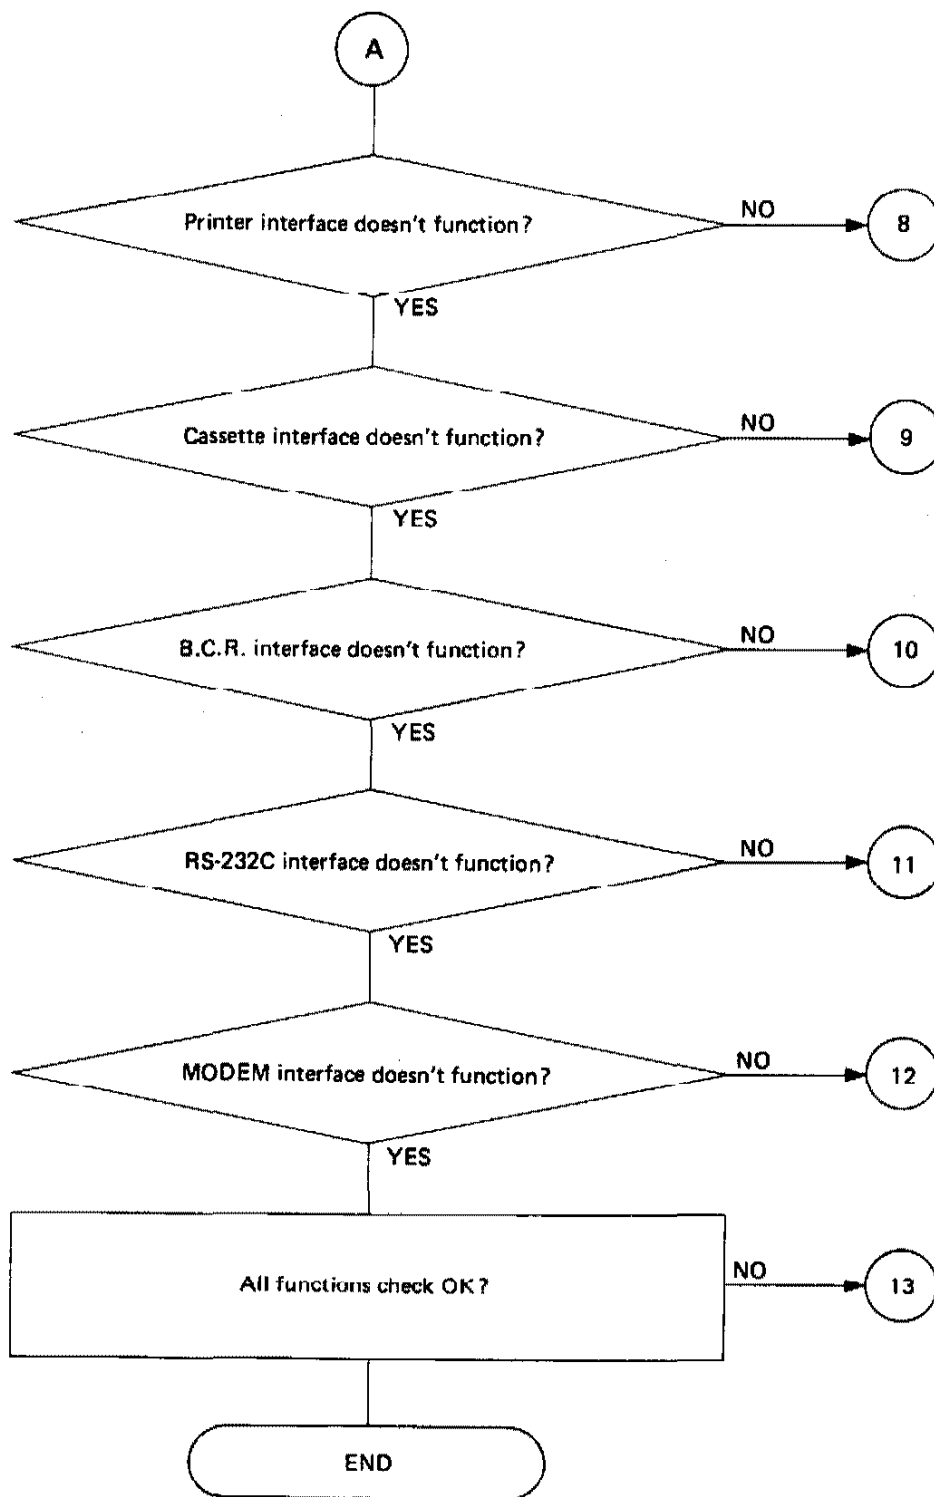 A
Printer interface doesn't function?
NO
8
YES
Cassette interface doesn't function?
NO
9
YES
B.C.R. interface doesn't function?
NO
10
YES
RS-232C interface doesn't function?
NO
11
YES
MODEM interface doesn't function?
NO
12
YES
All functions check OK?
NO
13
END